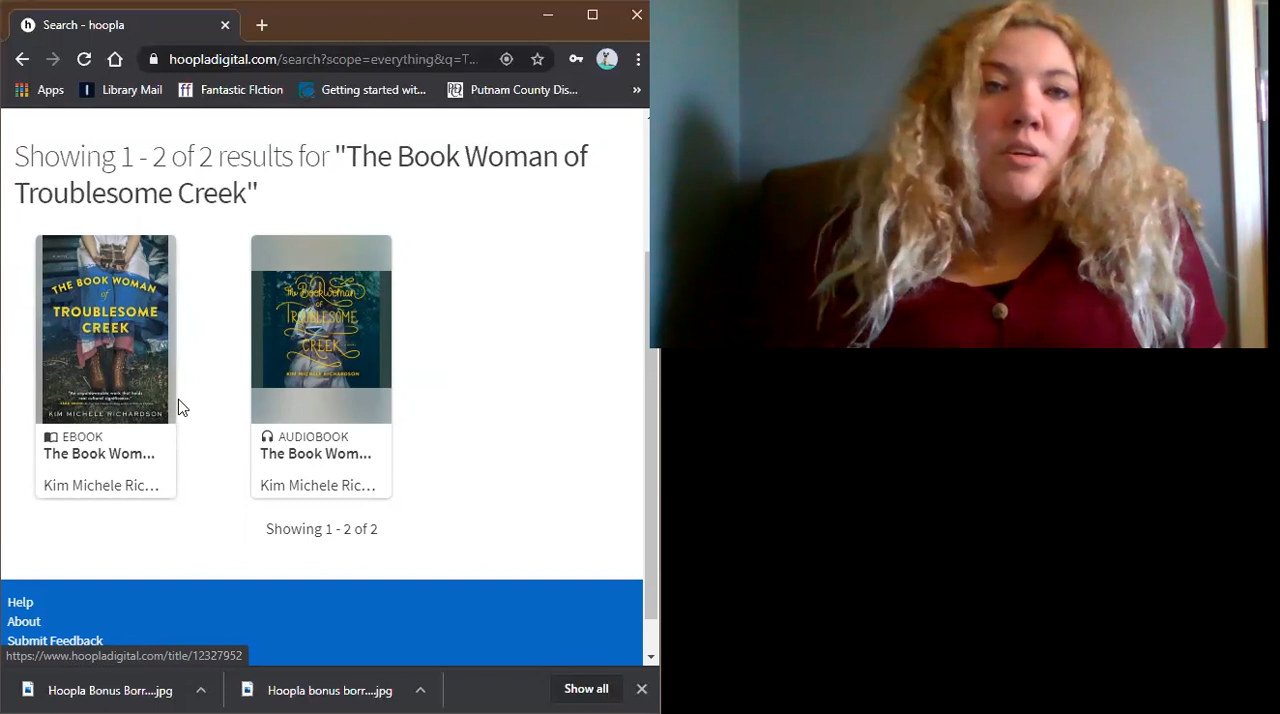 Search - hoopla
hoopladigital.com/search?scope=everything&q=T...
Apps
Library Mail
Fantastic FIction
Getting started wit...
Putnam County Dis...
»
Showing 1 - 2 of 2 results for "The Book Woman of
Troublesome Creek"
THE BOOK WOMAN
of
TROUBLESOME
CREEK
KIM MICHELE RICHARDSON
EBOOK
The Book Wom...
Kim Michele Ric...
The Book Woman
of
TROUBLESOME
CREEK
KIM MICHELE RICHARDSON
AUDIOBOOK
The Book Wom...
Kim Michele Ric...
Showing 1 - 2 of 2
Help
About
Submit Feedback
https://www.hoopladigital.com/title/12327952
Hoopla Bonus Borr....jpg
Hoopla bonus borr....jpg
Show all